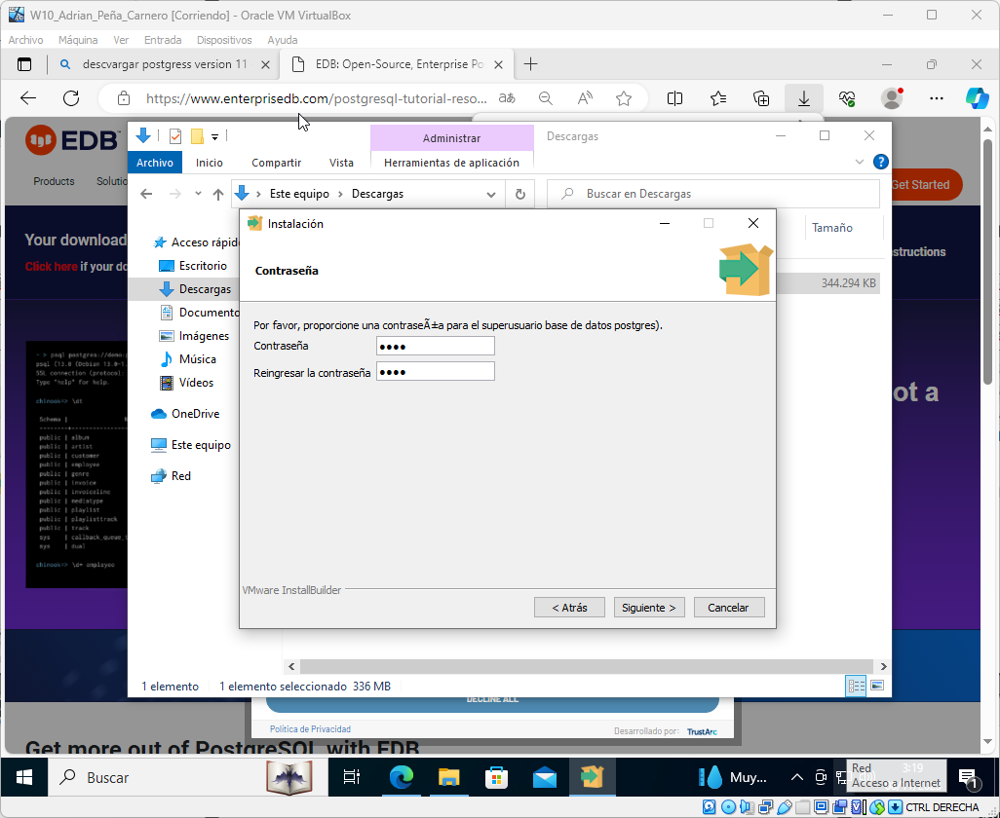 W10_Adrian_Peña_Carnero [Corriendo] - Oracle VM VirtualBox
Archivo Máquina Ver Entrada Dispositivos Ayuda
descvargar postgress version 11
EDB: Open-Source, Enterprise Po
https://www.enterprisedb.com/postgresql-tutorial-reso...
EDB
Products Solutio
Get Started
Administrar
Descargas
Archivo Inicio Compartir Vista Herramientas de aplicación
Este equipo > Descargas
Buscar en Descargas
Your download
structions
Click here if your do
Tamaño
344.294 KB
Acceso rápid
Escritorio
Descargas
Documento
Imágenes
Música
Vídeos
OneDrive
Este equipo
Red
Instalación
Contraseña
Por favor, proporcione una contraseÃ±a para el superusuario base de datos postgres).
Contraseña ••••
Reingresar la contraseña ••••
VMware InstallBuilder
< Atrás Siguiente > Cancelar
- > psql postgres://demo
psql (13.0 (Debian 13.0-1
SSL connection (protocol:
Type "help" for help.
chinook=> \dt
Schema |
public | album
public | artist
public | customer
public | employee
public | genre
public | invoice
public | invoiceline
public | mediatype
public | playlist
public | playlisttrack
public | track
sys | callback_queue_t
sys | dual
chinook=> \d+ employee
ot a
1 elemento 1 elemento seleccionado 336 MB
DECLINE ALL
Política de Privacidad
Desarrollado por: TrustArc
Get more out of PostgreSQL with EDB
Buscar
Muy...
3:19
Red
Acceso a Internet
1
CTRL DERECHA